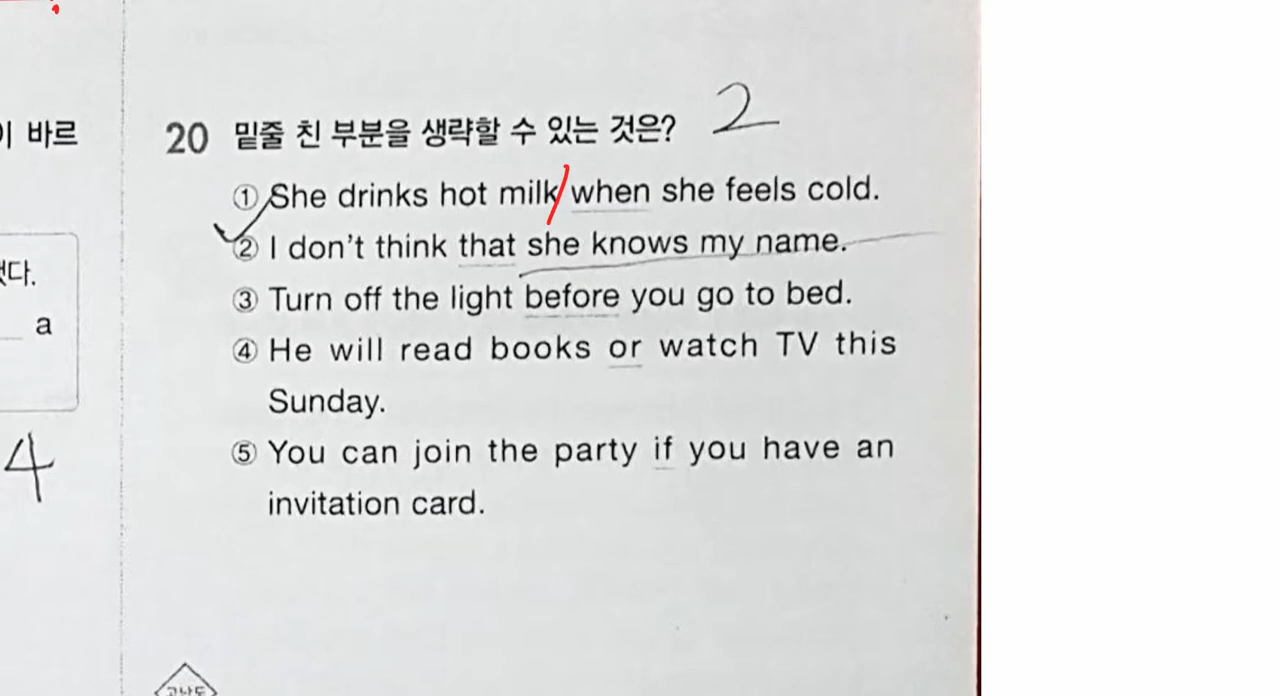 이 바르
20 밑줄 친 부분을 생략할 수 있는 것은? 2
① She drinks hot milk when she feels cold.
② I don't think that she knows my name.
다.
③ Turn off the light before you go to bed.
a
④ He will read books or watch TV this
Sunday.
4
⑤ You can join the party if you have an
invitation card.
고난도